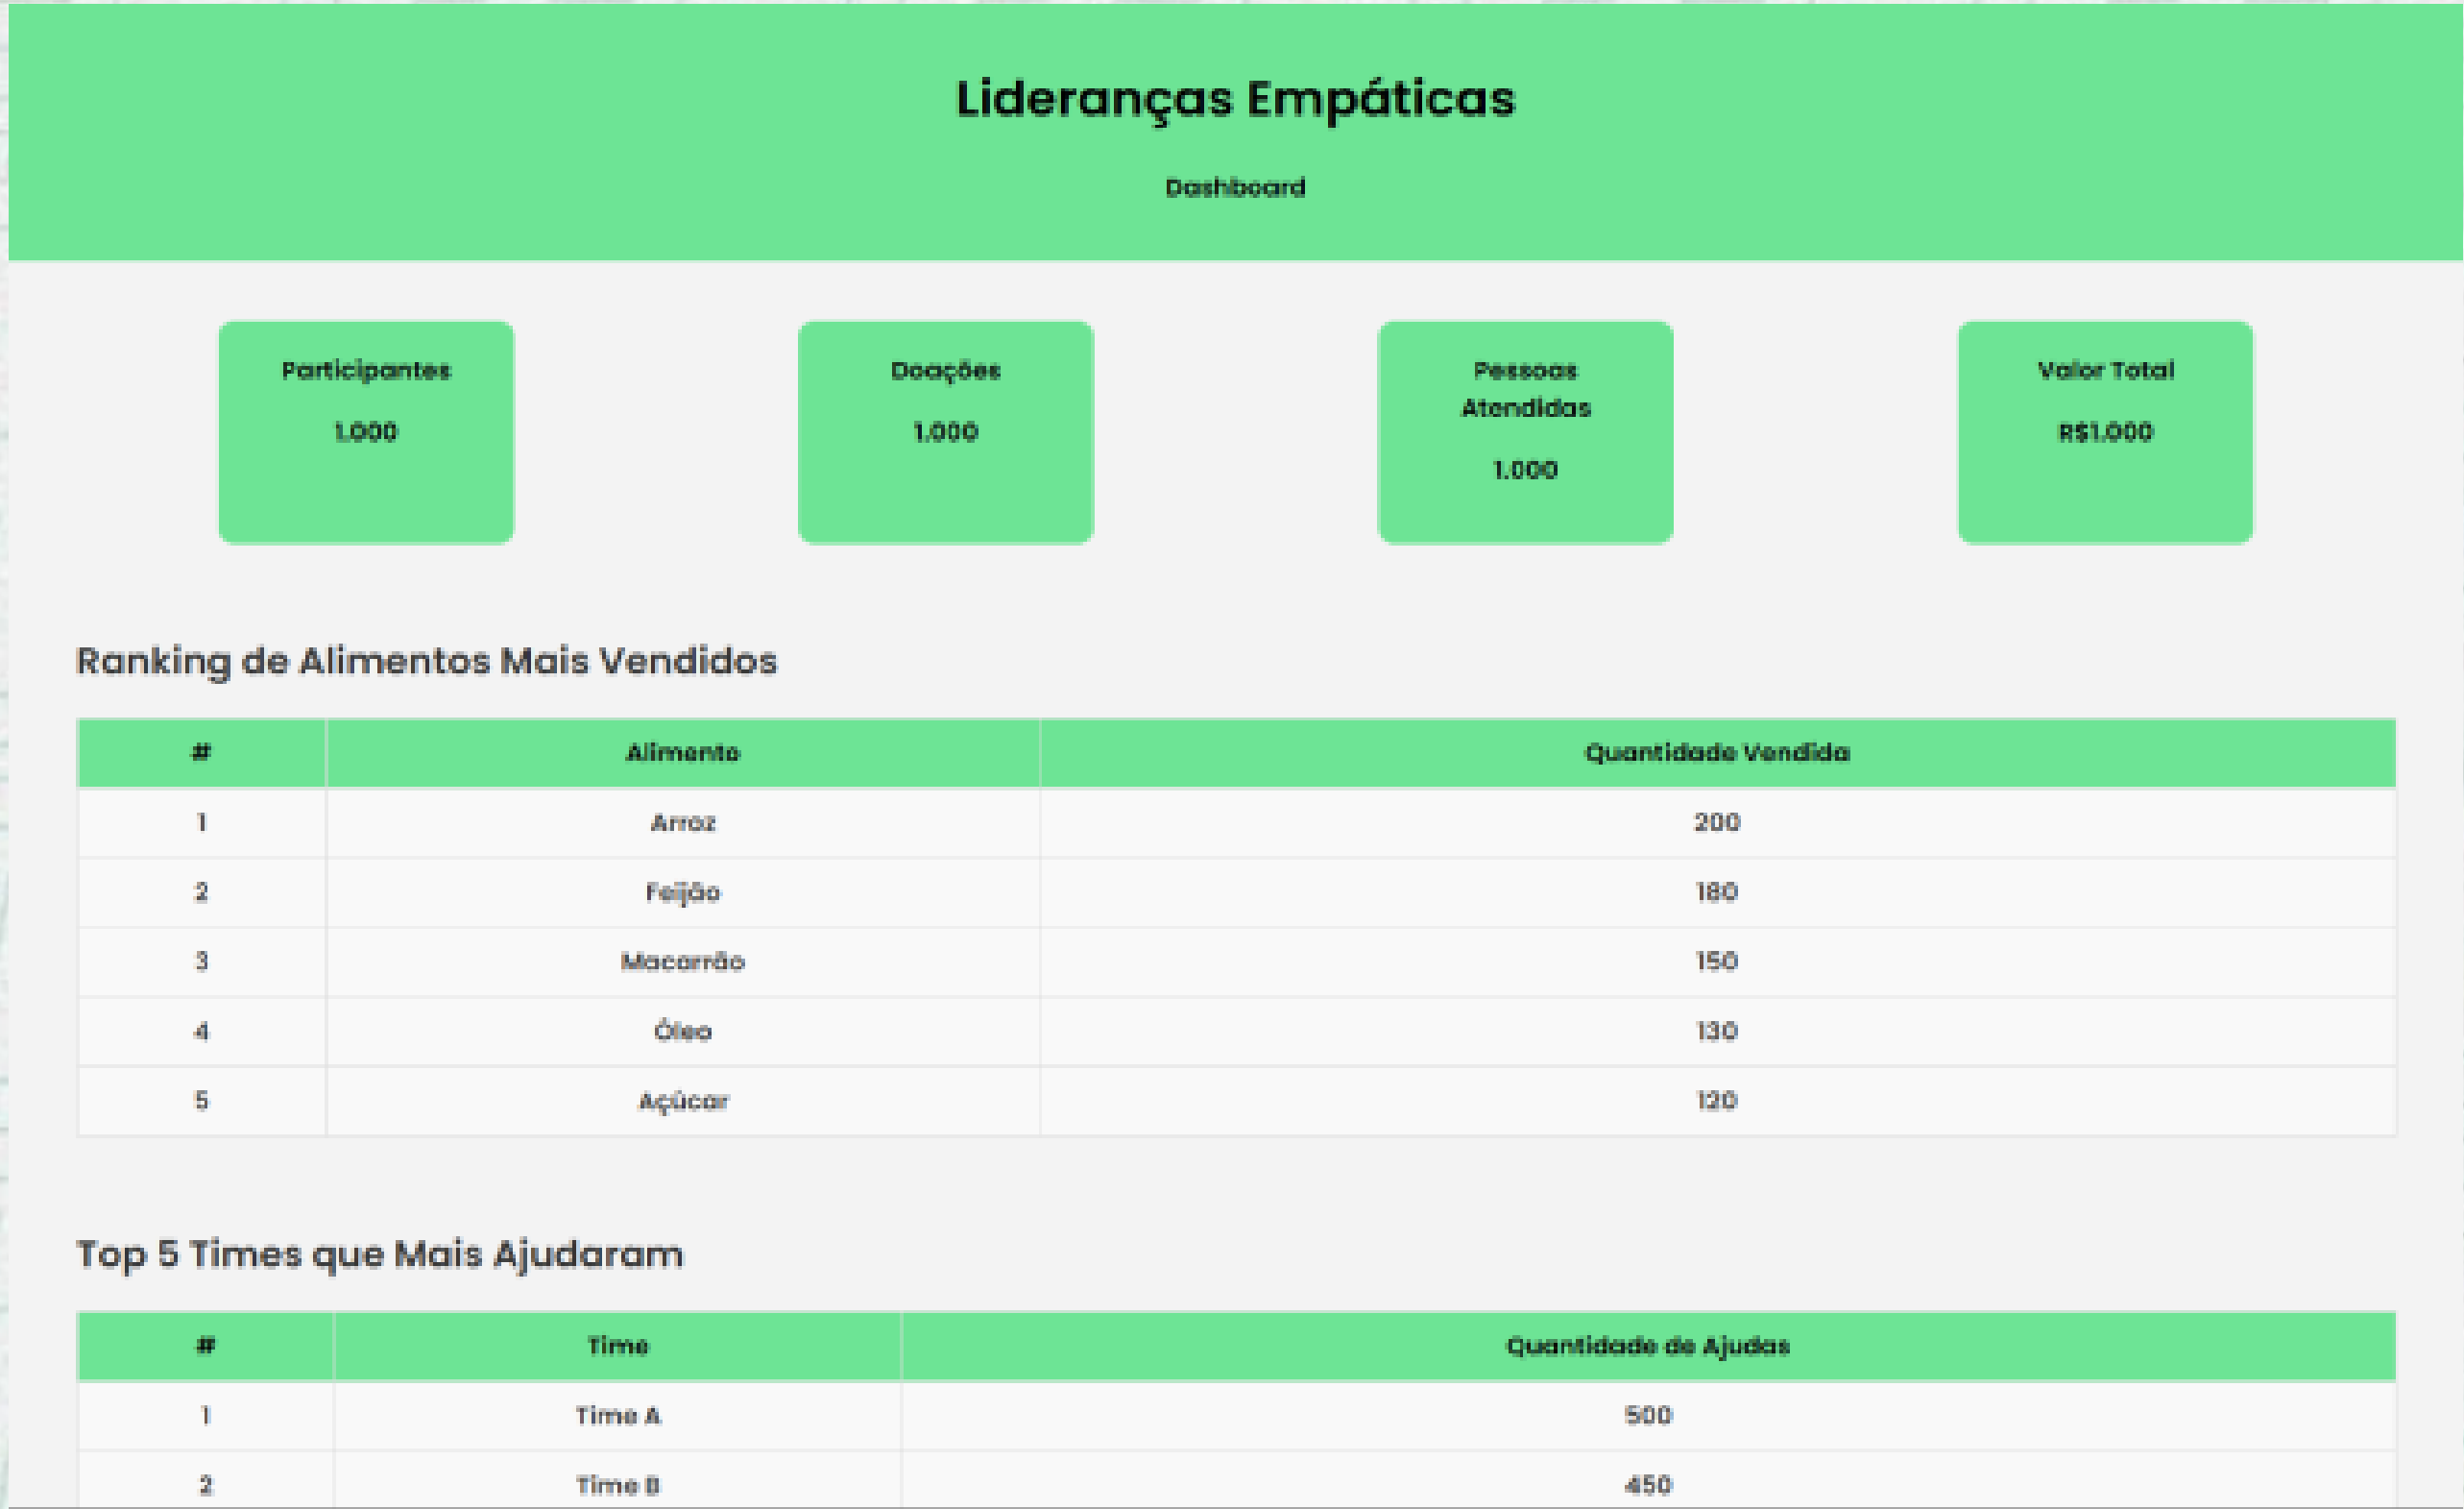 Lideranças Empáticas
Dashboard
Participantes
1.000
Doações
1.000
Pessoas
Atendidas
1.000
Valor Total
R$1.000
Ranking de Alimentos Mais Vendidos
# Alimento Quantidade Vendida
1 Arroz 200
2 Feijão 180
3 Macarrão 150
4 Óleo 130
5 Açúcar 120
Top 5 Times que Mais Ajudaram
# Time Quantidade de Ajudas
1 Time A 500
2 Time B 450